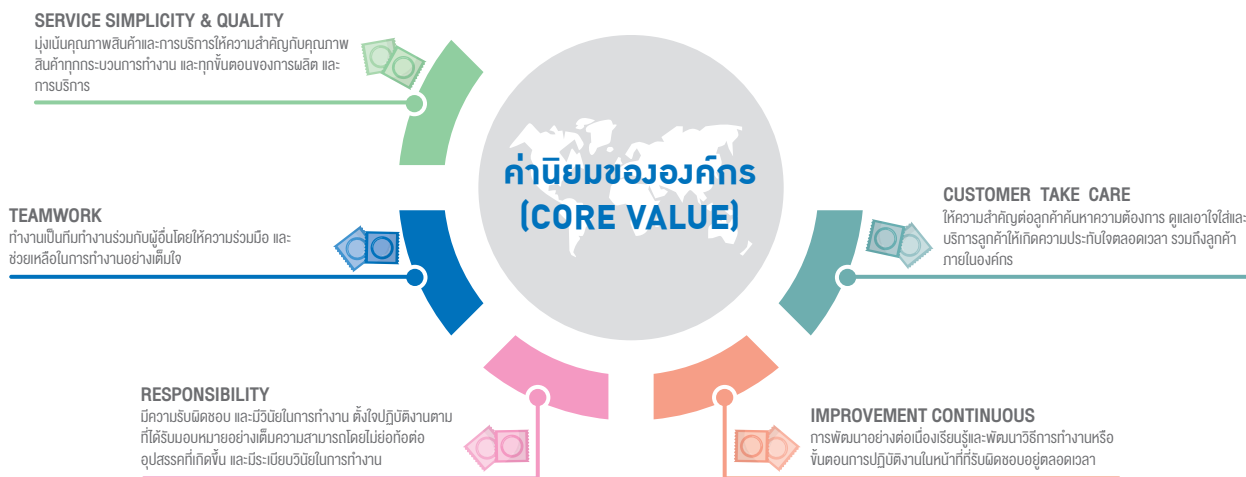 SERVICE SIMPLICITY & QUALITY
มุ่งเน้นคุณภาพสินค้าและการบริการให้ความสำคัญกับคุณภาพ
สินค้าทุกกระบวนการทำงาน และทุกขั้นตอนของการผลิต และ
การบริการ
ค่านิยมขององค์กร
(CORE VALUE)
TEAMWORK
ทำงานเป็นทีมทำงานร่วมกับผู้อื่นโดยให้ความร่วมมือ และ
ช่วยเหลือในการทำงานอย่างเต็มใจ
CUSTOMER TAKE CARE
ให้ความสำคัญต่อลูกค้าค้นหาความต้องการ ดูแลเอาใจใส่และ
บริการลูกค้าให้เกิดความประทับใจตลอดเวลา รวมถึงลูกค้า
ภายในองค์กร
RESPONSIBILITY
มีความรับผิดชอบ และมีวินัยในการทำงาน ตั้งใจปฏิบัติงานตาม
ที่ได้รับมอบหมายอย่างเต็มความสามารถโดยไม่ย่อท้อต่อ
อุปสรรคที่เกิดขึ้น และมีระเบียบวินัยในการทำงาน
IMPROVEMENT CONTINUOUS
การพัฒนาอย่างต่อเนื่องเรียนรู้และพัฒนาวิธีการทำงานหรือ
ขั้นตอนการปฏิบัติงานในหน้าที่ที่รับผิดชอบอยู่ตลอดเวลา